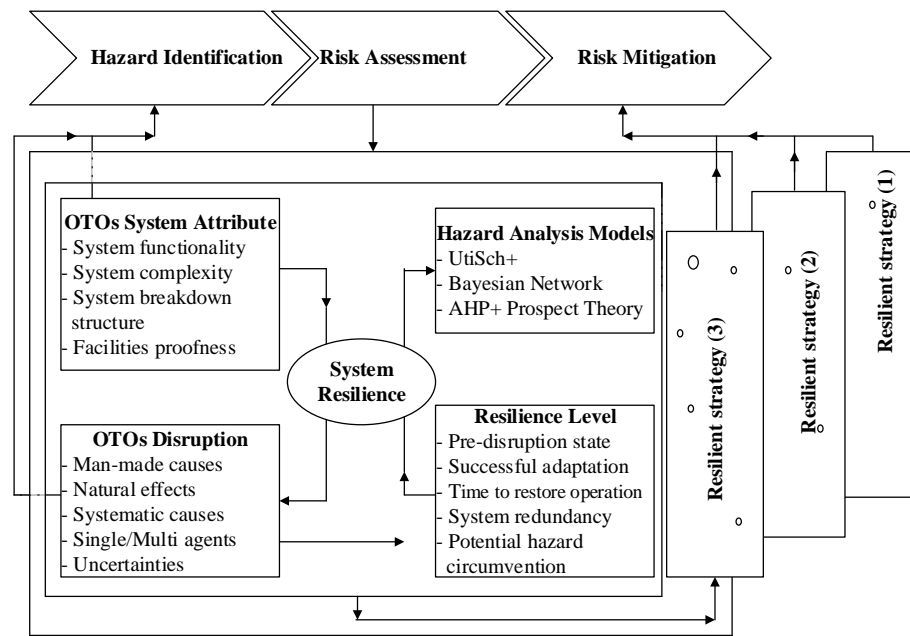 Hazard Identification
Risk Assessment
Risk Mitigation
OTOs System Attribute
- System functionality
- System complexity
- System breakdown
structure
- Facilities proofness
Hazard Analysis Models
- UtiSch+
- Bayesian Network
- AHP+ Prospect Theory
System
Resilience
OTOs Disruption
- Man-made causes
- Natural effects
- Systematic causes
- Single/Multi agents
- Uncertainties
Resilience Level
- Pre-disruption state
- Successful adaptation
- Time to restore operation
- System redundancy
- Potential hazard
circumvention
Resilient strategy (3)
Resilient strategy (2)
Resilient strategy (1)